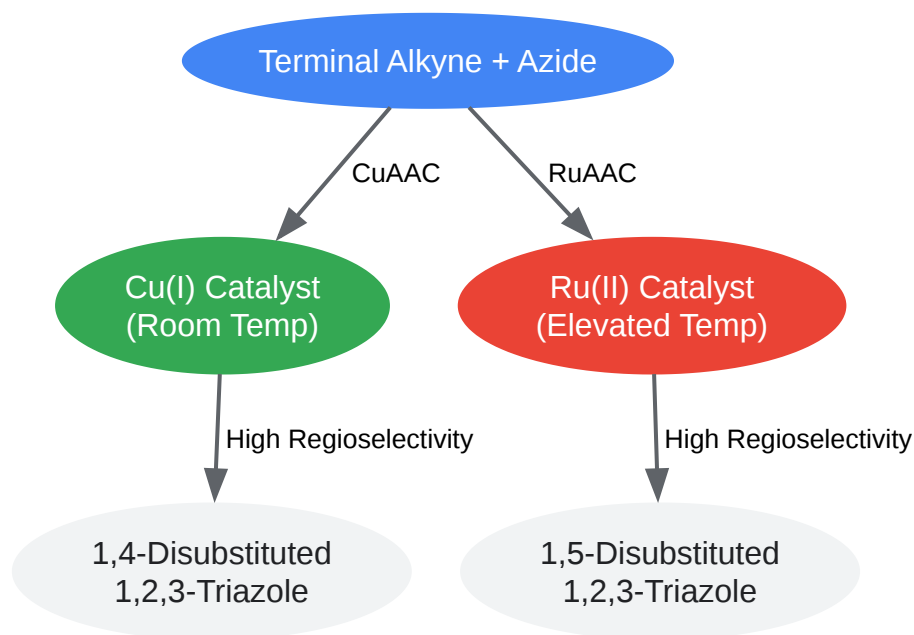 Terminal Alkyne + Azide
CuAAC
RuAAC
Cu(I) Catalyst
(Room Temp)
Ru(II) Catalyst
(Elevated Temp)
High Regioselectivity
High Regioselectivity
1,4-Disubstituted
1,2,3-Triazole
1,5-Disubstituted
1,2,3-Triazole